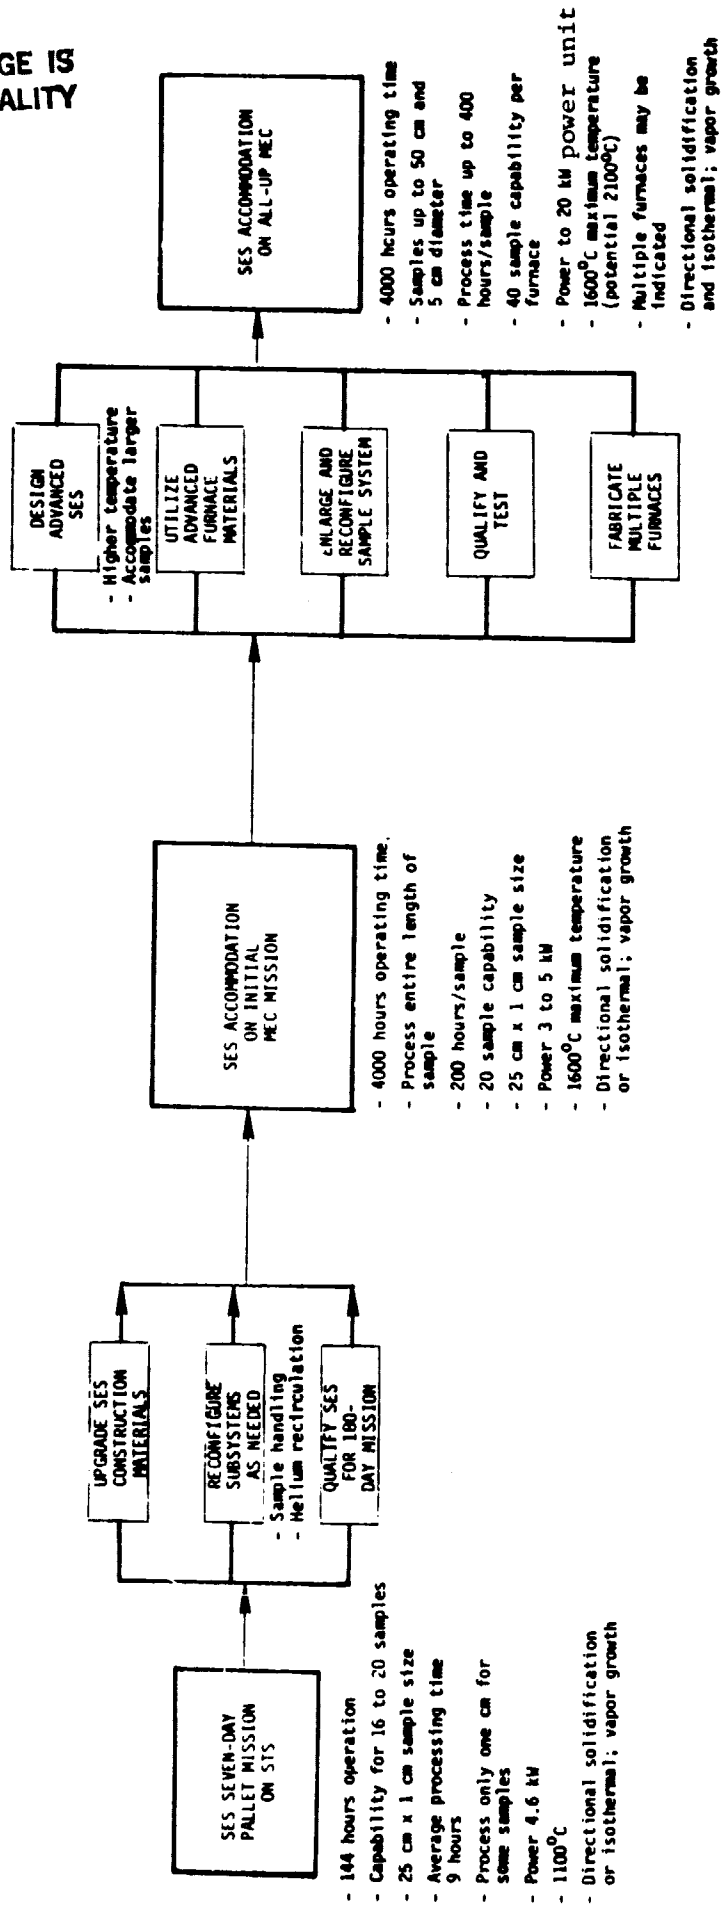 GE IS
ALITY
SES SEVEN-DAY
PALLET MISSION
ON STS
- 144 hours operation
- Capability for 16 to 20 samples
- 25 cm x 1 cm sample size
- Average processing time
9 hours
- Process only one cm for
some samples
- Power 4.6 kW
- 1100°C
- Directional solidification
or isothermal; vapor growth
UPGRADE SES
CONSTRUCTION
MATERIALS
RECONFIGURE
SUBSYSTEMS
AS NEEDED
- Sample handling
- Helium recirculation
QUALIFY SES
FOR 180-
DAY MISSION
SES ACCOMMODATION
ON INITIAL
MEC MISSION
- 4000 hours operating time.
- Process entire length of
sample
- 200 hours/sample
- 20 sample capability
- 25 cm x 1 cm sample size
- Power 3 to 5 kW
- 1600°C maximum temperature
- Directional solidification
or isothermal; vapor growth
DESIGN
ADVANCED
SES
- Higher temperature
- Accommodate larger
samples
UTILIZE
ADVANCED
FURNACE
MATERIALS
ENLARGE AND
RECONFIGURE
SAMPLE SYSTEM
QUALIFY AND
TEST
FABRICATE
MULTIPLE
FURNACES
SES ACCOMMODATION
ON ALL-UP MEC
- 4000 hours operating time
- Samples up to 50 cm and
5 cm diameter
- Process time up to 400
hours/sample
- 40 sample capability per
furnace
- Power to 20 kW power unit
- 1600°C maximum temperature
(potential 2100°C)
- Multiple furnaces may be
indicated
- Directional solidification
and isothermal; vapor growth